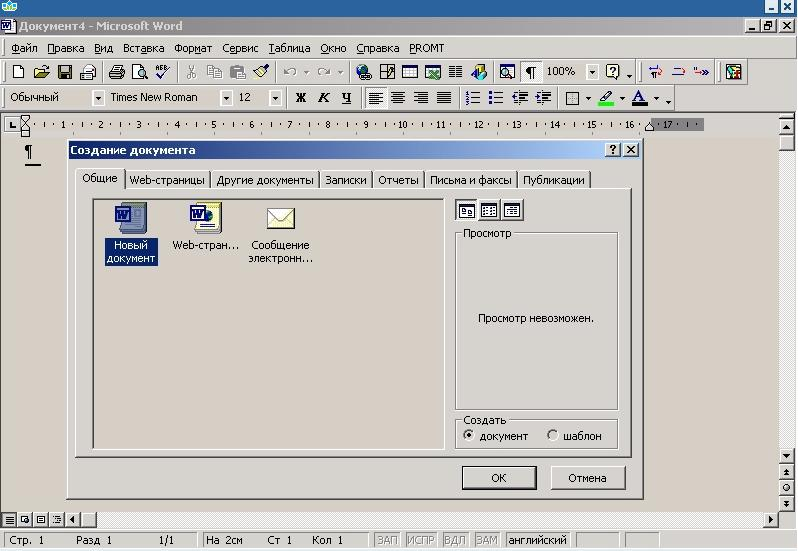 Документ4 - Microsoft Word
Файл Правка Вид Вставка Формат Сервис Таблица Окно Справка PROMT
¶ 100% ?
Обычный Times New Roman 12 Ж К Ч
1 2 3 4 5 6 7 8 9 10 11 12 13 14 15 16 17
¶
Создание документа
Общие Web-страницы Другие документы Записки Отчеты Письма и факсы Публикации
Новый документ
Web-стран...
Сообщение электронн...
Просмотр
Просмотр невозможен.
Создать
документ шаблон
ОК Отмена
Стр. 1 Разд 1 1/1 На 2см Ст 1 Кол 1 ЗАП ИСПР ВДЛ ЗАМ английский